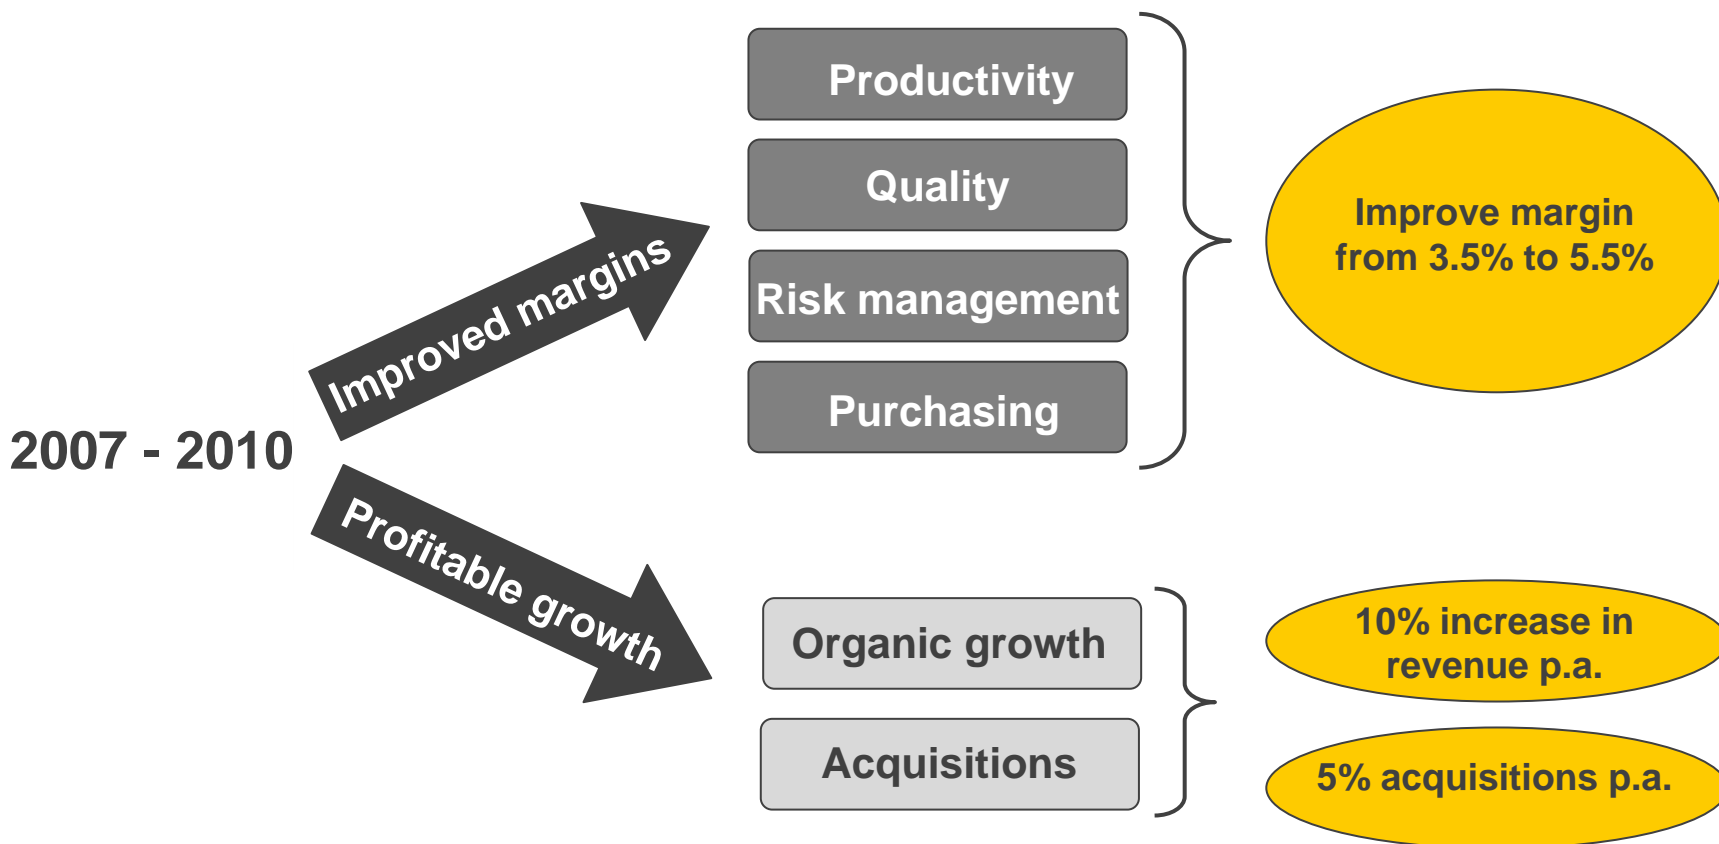 2007 - 2010
Improved margins
Productivity
Quality
Risk management
Purchasing
Improve margin
from 3.5% to 5.5%
Profitable growth
Organic growth
Acquisitions
10% increase in
revenue p.a.
5% acquisitions p.a.